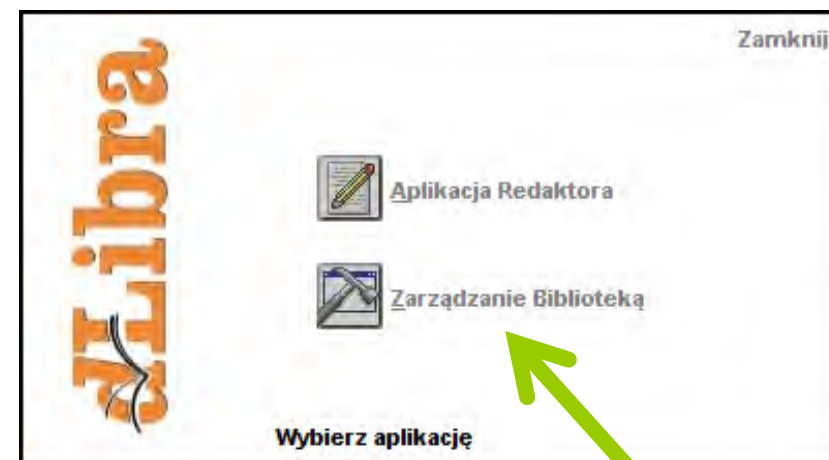 Zamknij
dLibra
Aplikacja Redaktora
Zarządzanie Biblioteką
Wybierz aplikację